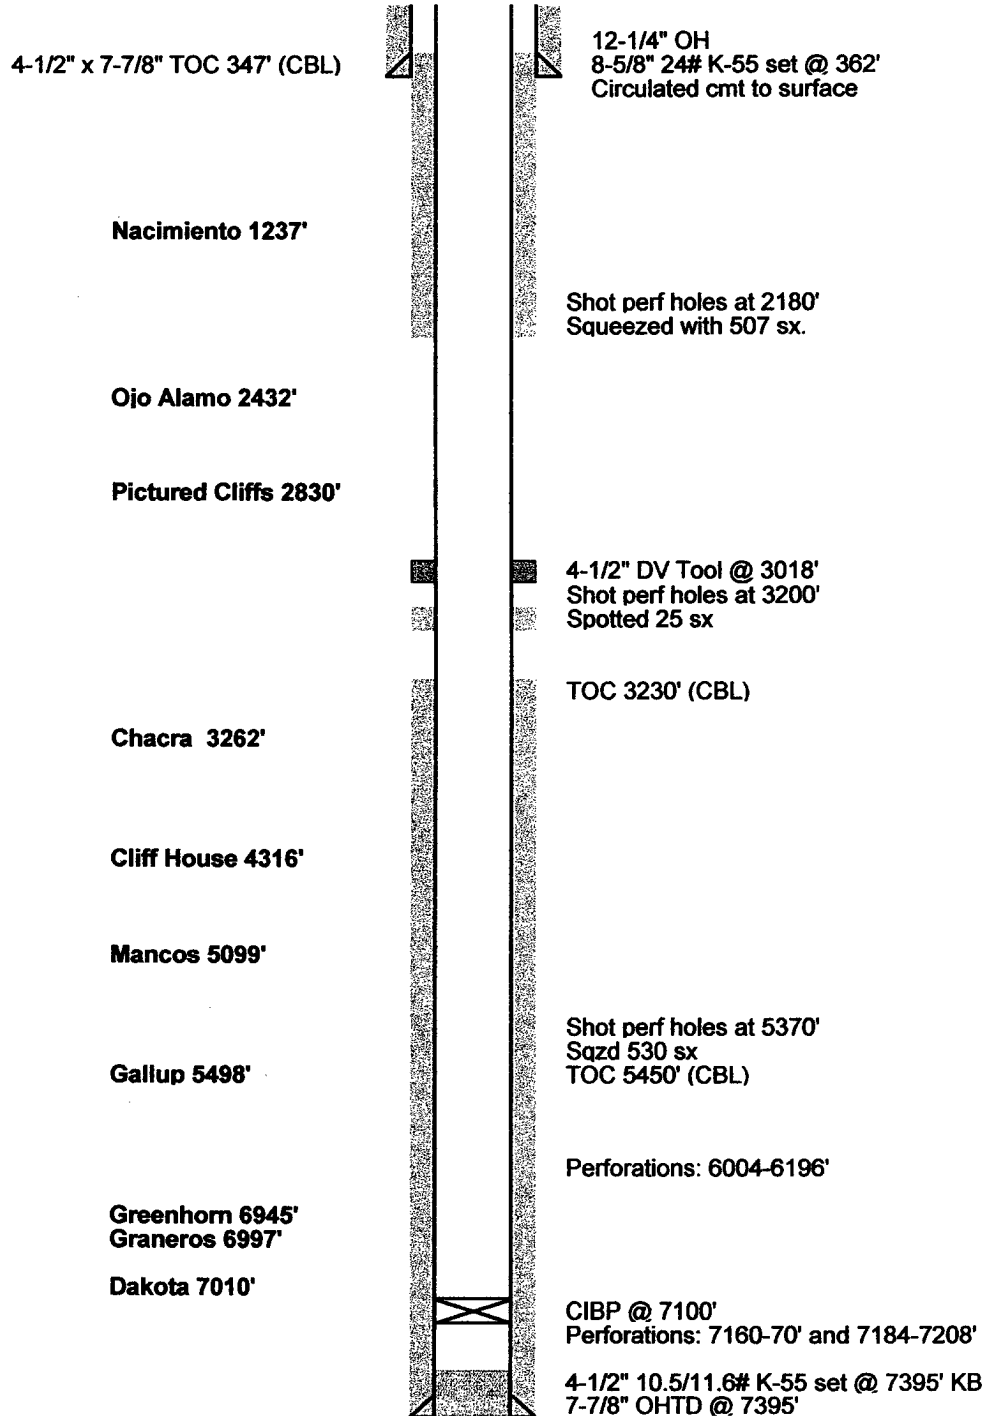 12-1/4" OH
4-1/2" x 7-7/8" TOC 347' (CBL)
8-5/8" 24# K-55 set @ 362'
Circulated cmt to surface
Nacimiento 1237'
Shot perf holes at 2180'
Squeezed with 507 sx.
Ojo Alamo 2432'
Pictured Cliffs 2830'
4-1/2" DV Tool @ 3018'
Shot perf holes at 3200'
Spotted 25 sx
TOC 3230' (CBL)
Chacra 3262'
Cliff House 4316'
Mancos 5099'
Shot perf holes at 5370'
Sqzd 530 sx
Gallup 5498'
TOC 5450' (CBL)
Perforations: 6004-6196'
Greenhorn 6945'
Graneros 6997'
Dakota 7010'
CIBP @ 7100'
Perforations: 7160-70' and 7184-7208'
4-1/2" 10.5/11.6# K-55 set @ 7395' KB
7-7/8" OHTD @ 7395'